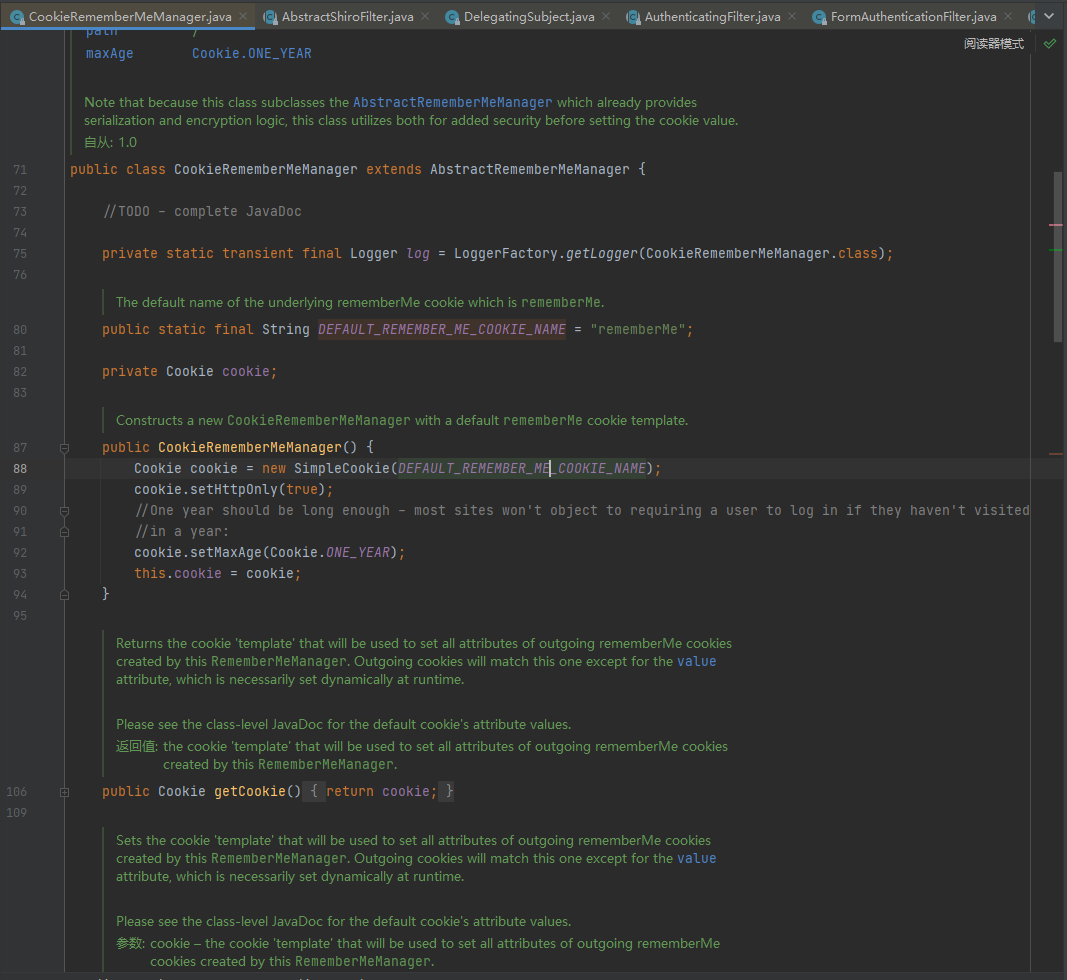 CookieRememberMeManager.java × AbstractShiroFilter.java × DelegatingSubject.java × AuthenticatingFilter.java × FormAuthenticationFilter.java ×
path /
阅读器模式
maxAge Cookie.ONE_YEAR
Note that because this class subclasses the AbstractRememberMeManager which already provides
serialization and encryption logic, this class utilizes both for added security before setting the cookie value.
自从: 1.0
71 public class CookieRememberMeManager extends AbstractRememberMeManager {
72
73 //TODO - complete JavaDoc
74
75 private static transient final Logger log = LoggerFactory.getLogger(CookieRememberMeManager.class);
76
The default name of the underlying rememberMe cookie which is rememberMe.
80 public static final String DEFAULT_REMEMBER_ME_COOKIE_NAME = "rememberMe";
81
82 private Cookie cookie;
83
Constructs a new CookieRememberMeManager with a default rememberMe cookie template.
87 public CookieRememberMeManager() {
88 Cookie cookie = new SimpleCookie(DEFAULT_REMEMBER_ME_COOKIE_NAME);
89 cookie.setHttpOnly(true);
90 //One year should be long enough - most sites won't object to requiring a user to log in if they haven't visited
91 //in a year:
92 cookie.setMaxAge(Cookie.ONE_YEAR);
93 this.cookie = cookie;
94 }
95
Returns the cookie 'template' that will be used to set all attributes of outgoing rememberMe cookies
created by this RememberMeManager. Outgoing cookies will match this one except for the value
attribute, which is necessarily set dynamically at runtime.
Please see the class-level JavaDoc for the default cookie's attribute values.
返回值: the cookie 'template' that will be used to set all attributes of outgoing rememberMe cookies
created by this RememberMeManager.
106 public Cookie getCookie() { return cookie; }
109
Sets the cookie 'template' that will be used to set all attributes of outgoing rememberMe cookies
created by this RememberMeManager. Outgoing cookies will match this one except for the value
attribute, which is necessarily set dynamically at runtime.
Please see the class-level JavaDoc for the default cookie's attribute values.
参数: cookie – the cookie 'template' that will be used to set all attributes of outgoing rememberMe
cookies created by this RememberMeManager.